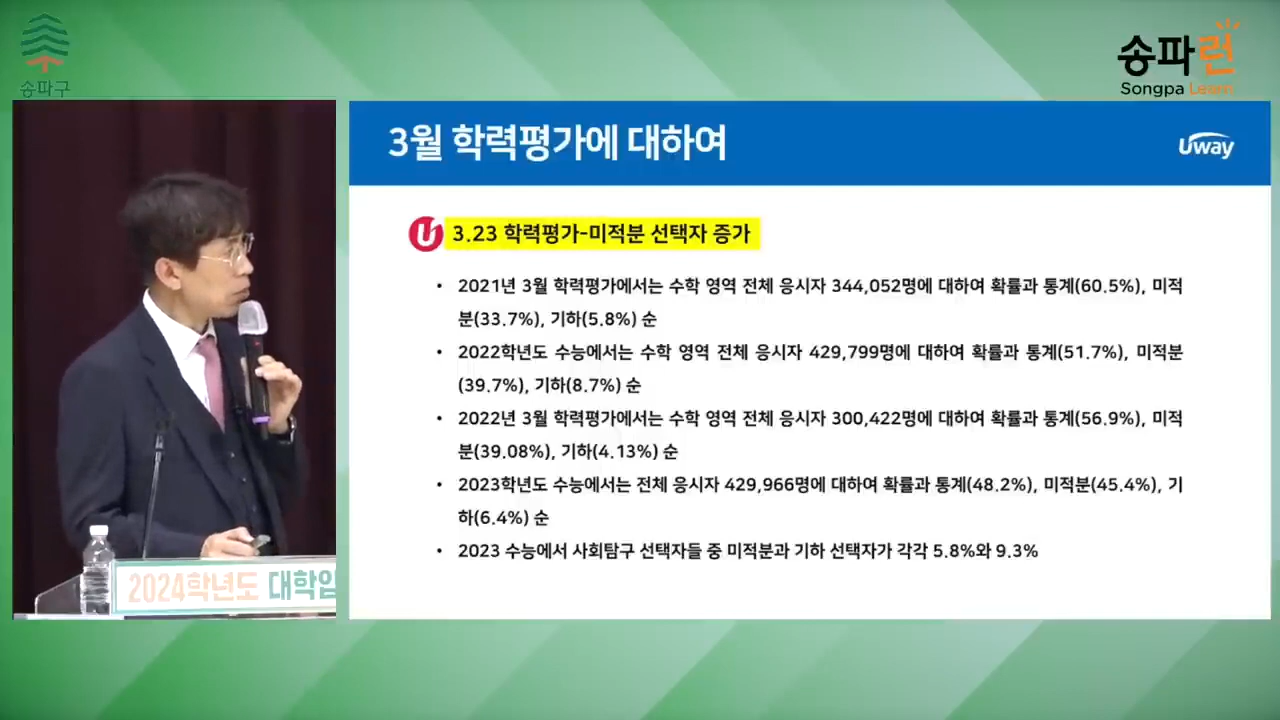 송파구
송파런
Songpa Learn
3월 학력평가에 대하여
Uway
3.23 학력평가-미적분 선택자 증가
• 2021년 3월 학력평가에서는 수학 영역 전체 응시자 344,052명에 대하여 확률과 통계(60.5%), 미적
분(33.7%), 기하(5.8%) 순
• 2022학년도 수능에서는 수학 영역 전체 응시자 429,799명에 대하여 확률과 통계(51.7%), 미적분
(39.7%), 기하(8.7%) 순
• 2022년 3월 학력평가에서는 수학 영역 전체 응시자 300,422명에 대하여 확률과 통계(56.9%), 미적
분(39.08%), 기하(4.13%) 순
• 2023학년도 수능에서는 전체 응시자 429,966명에 대하여 확률과 통계(48.2%), 미적분(45.4%), 기
하(6.4%) 순
• 2023 수능에서 사회탐구 선택자들 중 미적분과 기하 선택자가 각각 5.8%와 9.3%
2024학년도 대학입